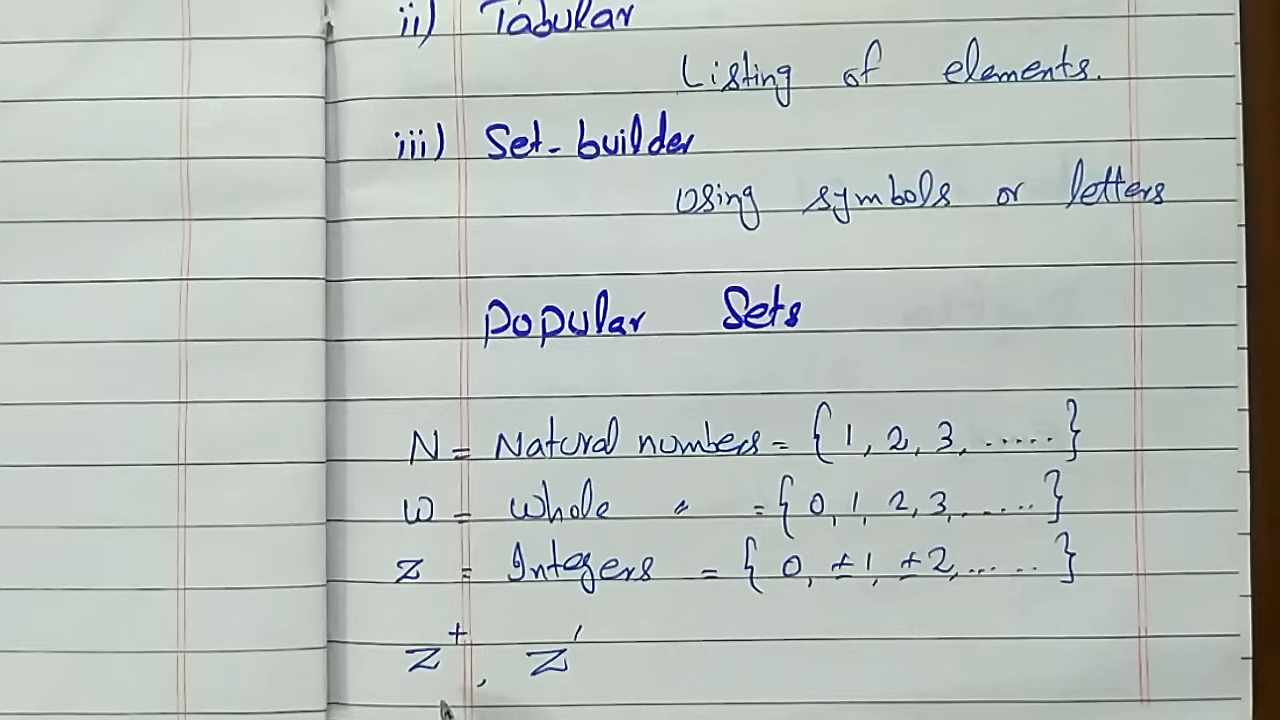 ii) Tabular
Listing of elements.
iii) Set-builder
Using symbols or letters
Popular Sets
N = Natural numbers = { 1, 2, 3, ..... }
W = Whole " = { 0, 1, 2, 3, ..... }
Z = Integers = { 0, ±1, ±2, ..... }
Z⁺, Z'